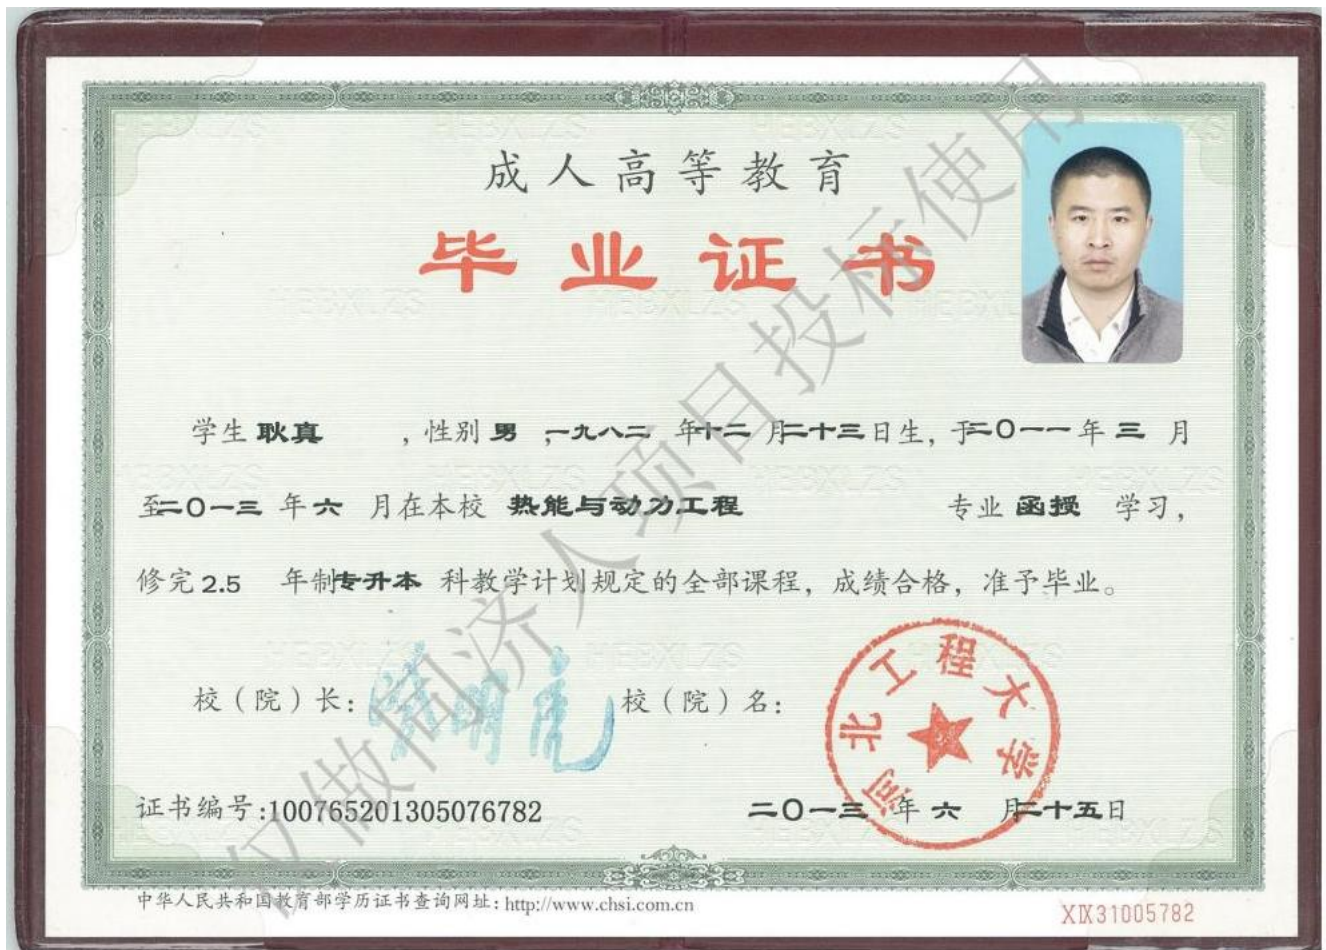 成人高等教育
毕业证书
学生 耿真 ，性别 男 ，一九八二 年十二 月二十三日生，于二〇一一年 三 月
至二〇一三 年 六 月在本校 热能与动力工程 专业 函授 学习，
修完 2.5 年制专升本 科教学计划规定的全部课程，成绩合格，准予毕业。
校（院）长： 校（院）名：
河北工程大学
证书编号:100765201305076782 二〇一三 年 六 月二十五日
中华人民共和国教育部学历证书查询网址: http://www.chsi.com.cn
XIX31005782